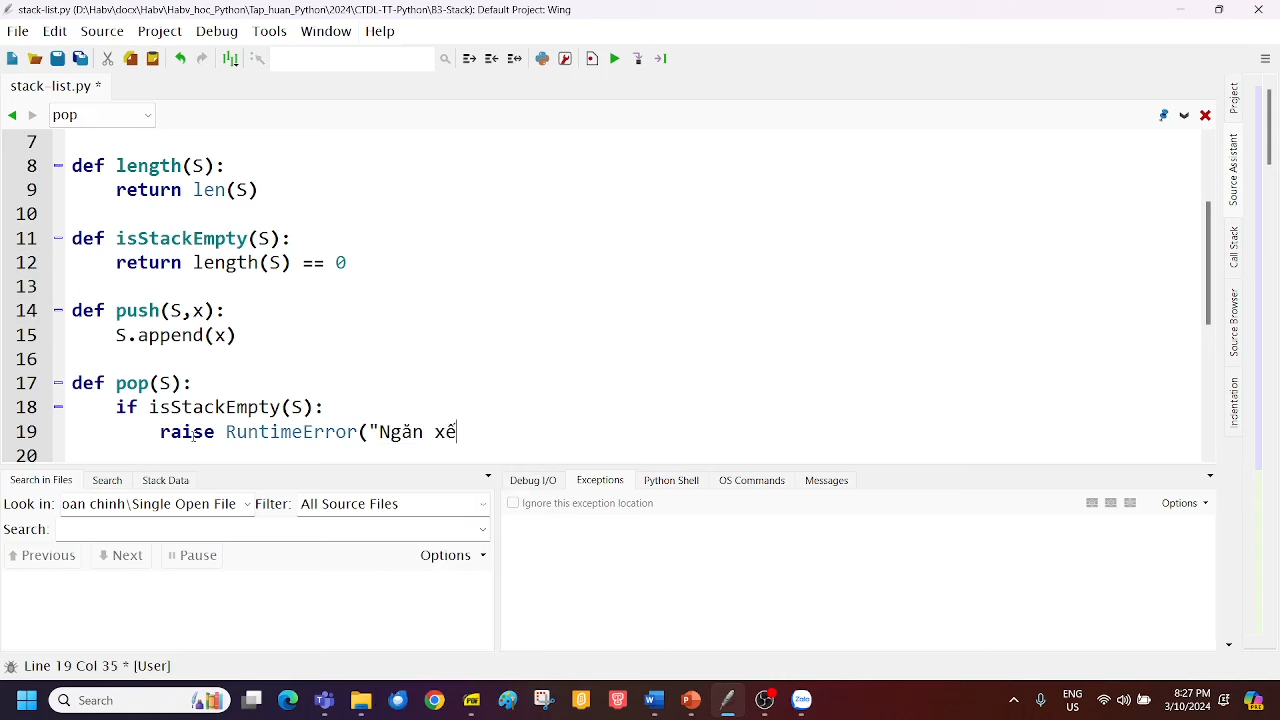 stack-list.py (D:\Habv\docx\Habv\Habv_hoc_Python\Tap_huan_Python\2024\CTDL-TT-Python\B3-Stack): Default Project: Wing
File Edit Source Project Debug Tools Window Help
stack-list.py *
pop
7
8 def length(S):
9 return len(S)
10
11 def isStackEmpty(S):
12 return length(S) == 0
13
14 def push(S,x):
15 S.append(x)
16
17 def pop(S):
18 if isStackEmpty(S):
19 raise RuntimeError("Ngăn xế
20
Project
Source Assistant
Call Stack
Source Browser
Indentation
Search in Files Search Stack Data
Look in: oan chinh\Single Open File Filter: All Source Files
Search:
Previous Next Pause Options
Debug I/O Exceptions Python Shell OS Commands Messages
Ignore this exception location Options
Line 19 Col 35 * [User]
Search
ENG
US
8:27 PM
3/10/2024